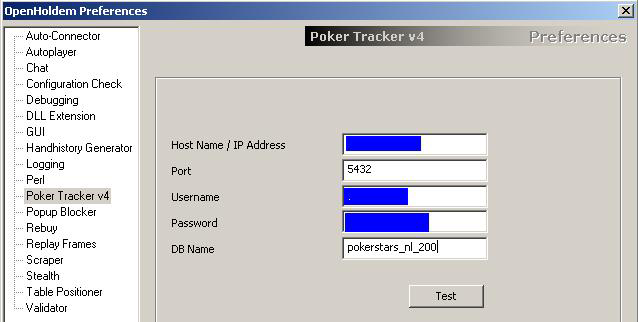 OpenHoldem Preferences
Auto-Connector
Autoplayer
Chat
Configuration Check
Debugging
DLL Extension
GUI
Handhistory Generator
Logging
Perl
Poker Tracker v4
Popup Blocker
Rebuy
Replay Frames
Scraper
Stealth
Table Positioner
Validator
Poker Tracker v4 Preferences
Host Name / IP Address
Port 5432
Username
Password
DB Name pokerstars_nl_200
Test